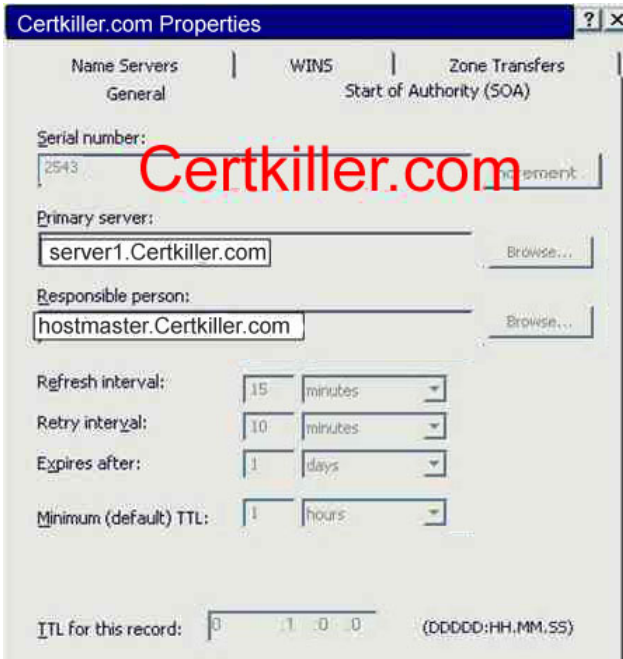 Certkiller.com Properties
? X
Name Servers | WINS | Zone Transfers |
General Start of Authority (SOA)
Serial number:
2543
Certkiller.com
Increment
Primary server:
server1.Certkiller.com
Browse...
Responsible person:
hostmaster.Certkiller.com
Browse...
Refresh interval: 15 minutes
Retry interval: 10 minutes
Expires after: 1 days
Minimum (default) TTL: 1 hours
TTL for this record: 0 :1 :0 :0 (DDDDD:HH.MM.SS)